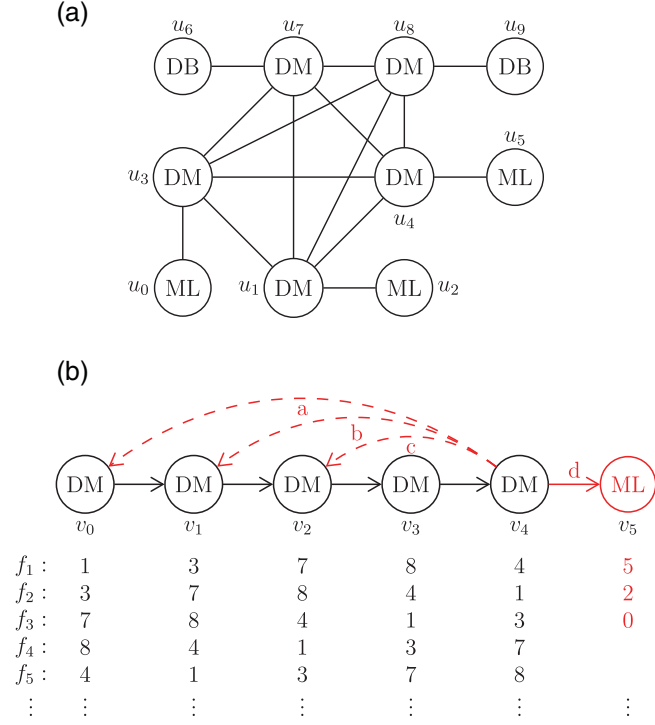 (a)
u6 u7 u8 u9
DB DM DM DB
u5
u3 DM DM ML
u4
u0 ML u1 DM ML u2
(b)
a
b
c
d
DM DM DM DM DM ML
v0 v1 v2 v3 v4 v5
f1 : 1 3 7 8 4 5
f2 : 3 7 8 4 1 2
f3 : 7 8 4 1 3 0
f4 : 8 4 1 3 7
f5 : 4 1 3 7 8
⋮ ⋮ ⋮ ⋮ ⋮ ⋮ ⋮